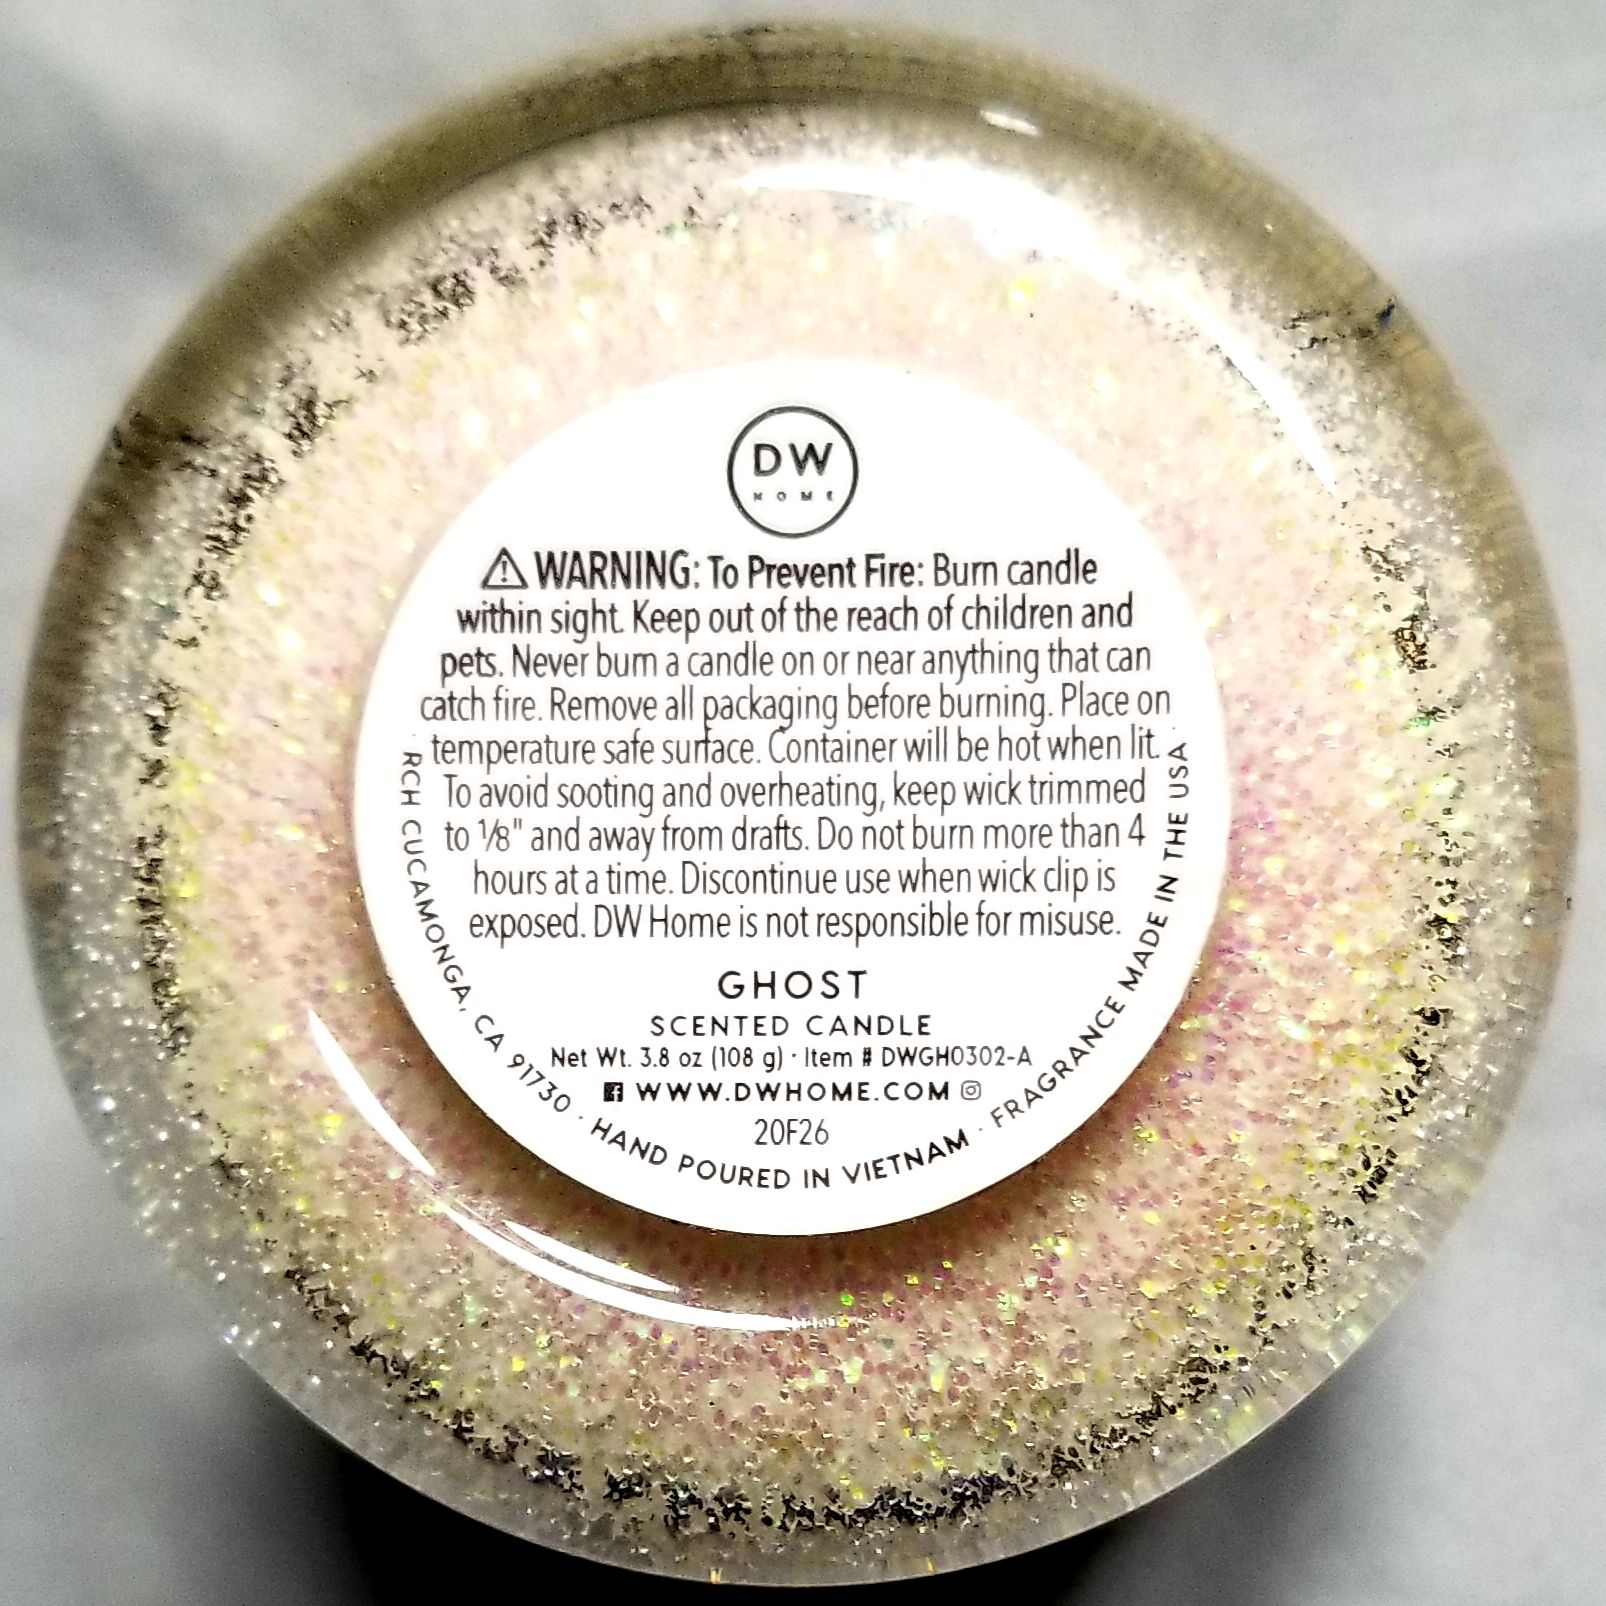 DW
HOME
⚠ WARNING: To Prevent Fire: Burn candle
within sight. Keep out of the reach of children and
pets. Never burn a candle on or near anything that can
catch fire. Remove all packaging before burning. Place on
temperature safe surface. Container will be hot when lit.
To avoid sooting and overheating, keep wick trimmed
to 1/8" and away from drafts. Do not burn more than 4
hours at a time. Discontinue use when wick clip is
exposed. DW Home is not responsible for misuse.
GHOST
SCENTED CANDLE
Net Wt. 3.8 oz (108 g) · Item # DWGH0302-A
WWW.DWHOME.COM
20F26
· RCH CUCAMONGA, CA 91730 · HAND POURED IN VIETNAM · FRAGRANCE MADE IN THE USA ·